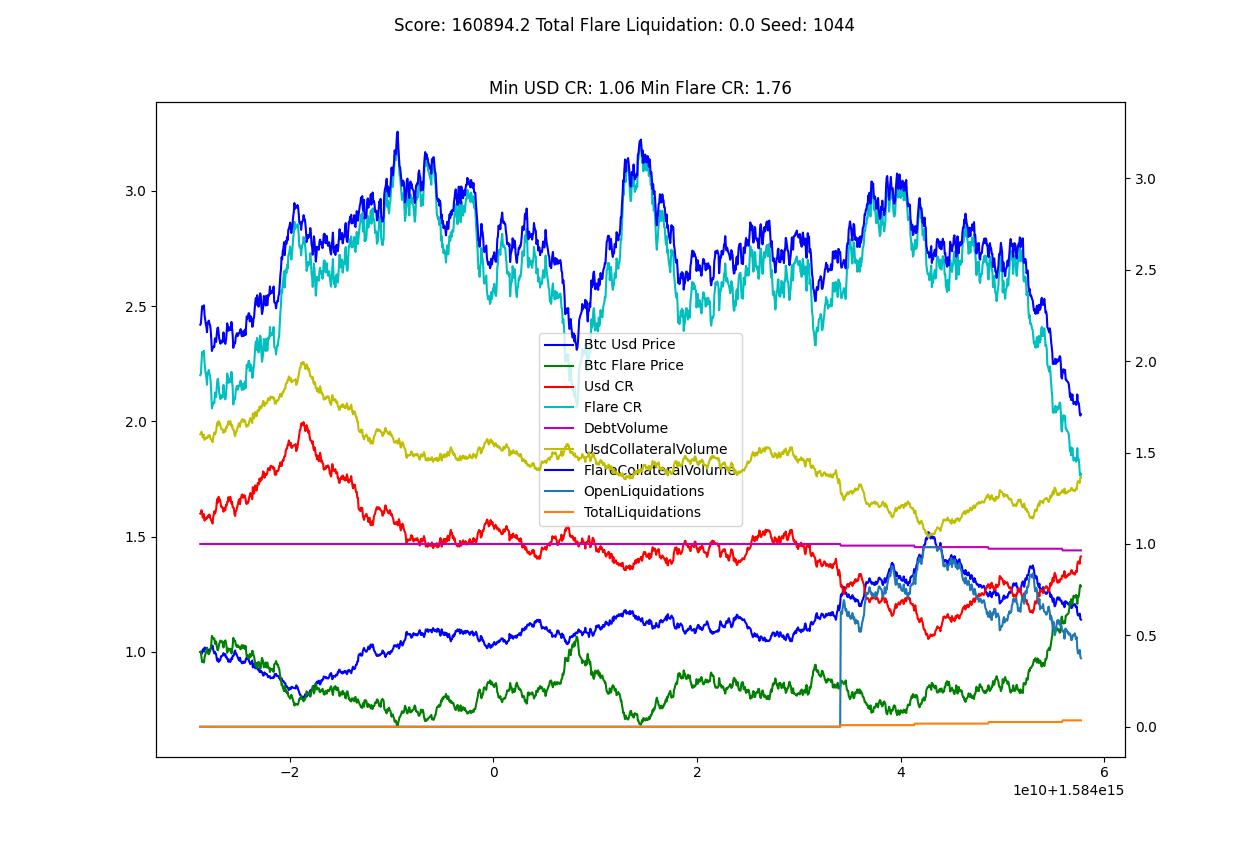 Score: 160894.2 Total Flare Liquidation: 0.0 Seed: 1044
Min USD CR: 1.06 Min Flare CR: 1.76
3.0
2.5
2.0
1.5
1.0
3.0
2.5
2.0
1.5
1.0
0.5
0.0
Btc Usd Price
Btc Flare Price
Usd CR
Flare CR
DebtVolume
UsdCollateralVolume
FlareCollateralVolume
OpenLiquidations
TotalLiquidations
−2 0 2 4 6
1e10+1.584e15